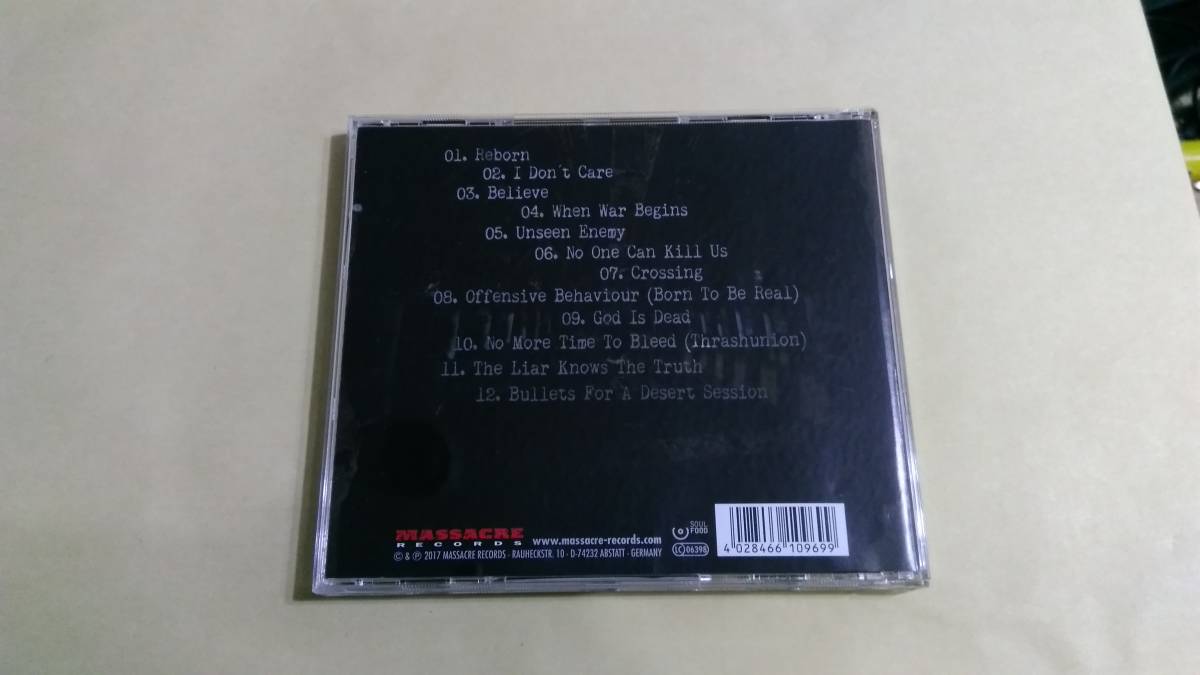 01. Reborn
02. I Don't Care
03. Believe
04. When War Begins
05. Unseen Enemy
06. No One Can Kill Us
07. Crossing
08. Offensive Behaviour (Born To Be Real)
09. God Is Dead
10. No More Time To Bleed (Thrashunion)
11. The Liar Knows The Truth
12. Bullets For A Desert Session
MASSACRE
RECORDS
www.massacre-records.com
© & ℗ 2017 MASSACRE RECORDS · RAUHECKSTR. 10 · D-74232 ABSTATT · GERMANY
SOUL
FOOD
LC 06398
4 028466 109699